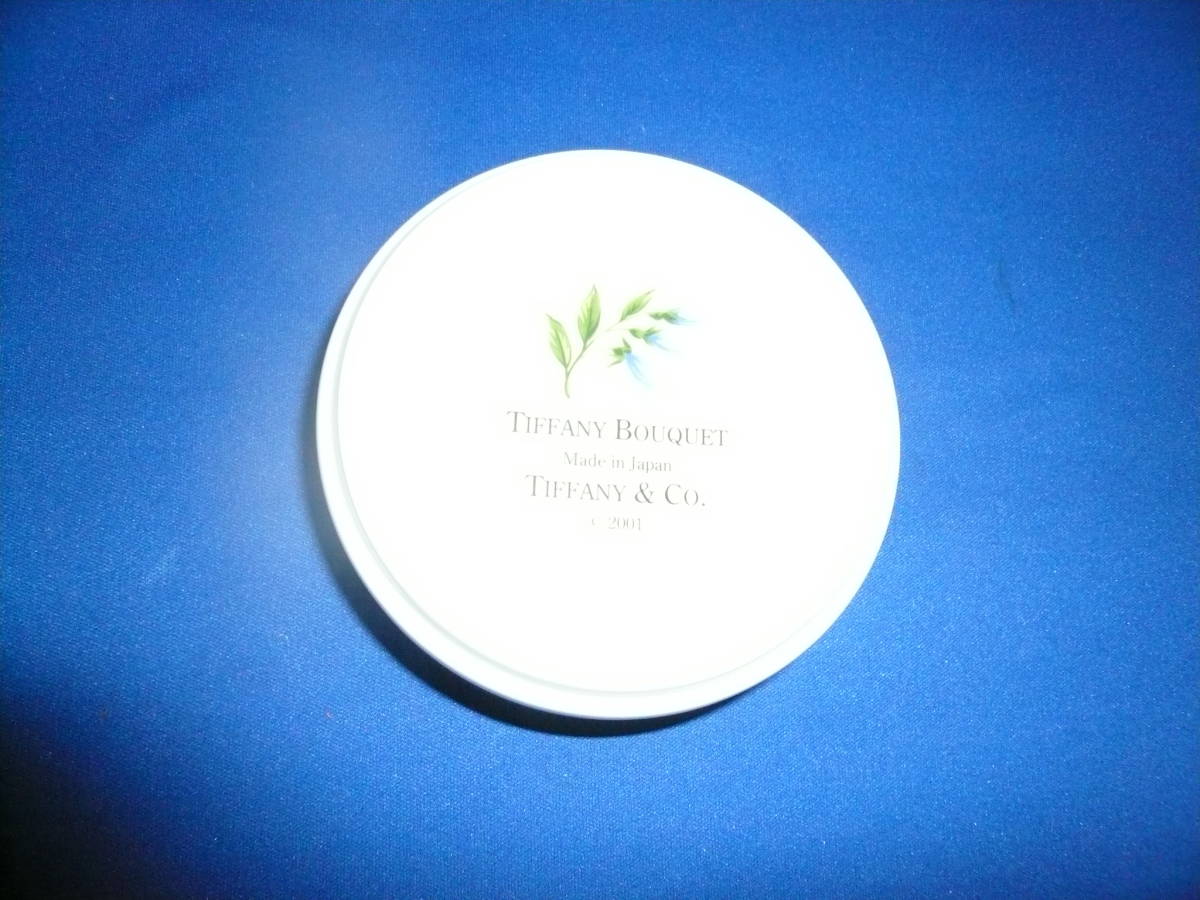 TIFFANY BOUQUET
Made in Japan
TIFFANY & CO.
© 2001